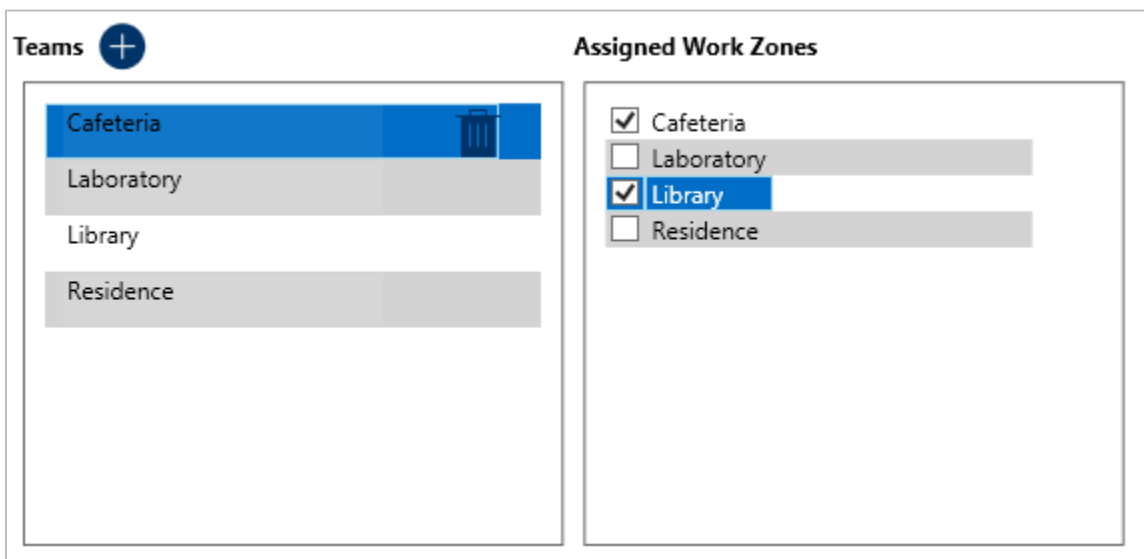 Teams
Assigned Work Zones
Cafeteria
Laboratory
Library
Residence
Cafeteria
Laboratory
Library
Residence